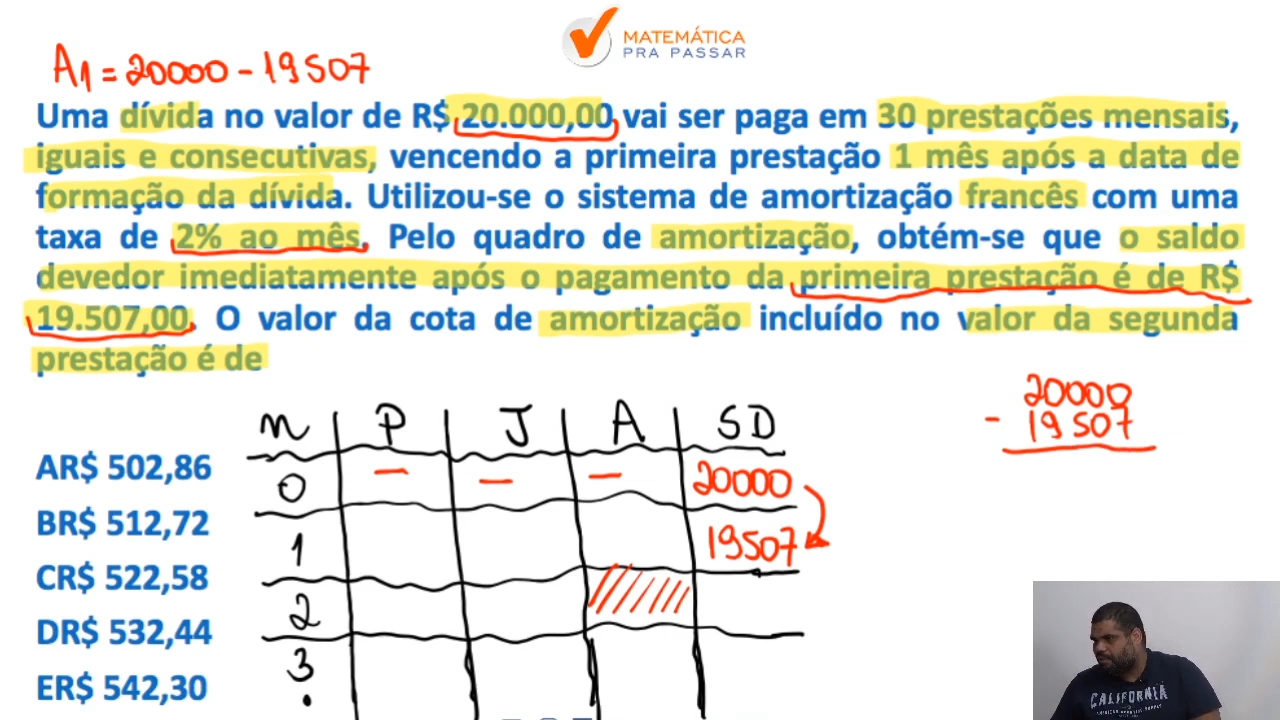 MATEMÁTICA
PRA PASSAR
A1 = 20000 - 19507
Uma dívida no valor de R$ 20.000,00 vai ser paga em 30 prestações mensais,
iguais e consecutivas, vencendo a primeira prestação 1 mês após a data de
formação da dívida. Utilizou-se o sistema de amortização francês com uma
taxa de 2% ao mês. Pelo quadro de amortização, obtém-se que o saldo
devedor imediatamente após o pagamento da primeira prestação é de R$
19.507,00. O valor da cota de amortização incluído no valor da segunda
prestação é de
20000
- 19507
n P J A SD
0 — — — 20000
1 19507
2
3
AR$ 502,86
BR$ 512,72
CR$ 522,58
DR$ 532,44
ER$ 542,30
CALIFORNIA